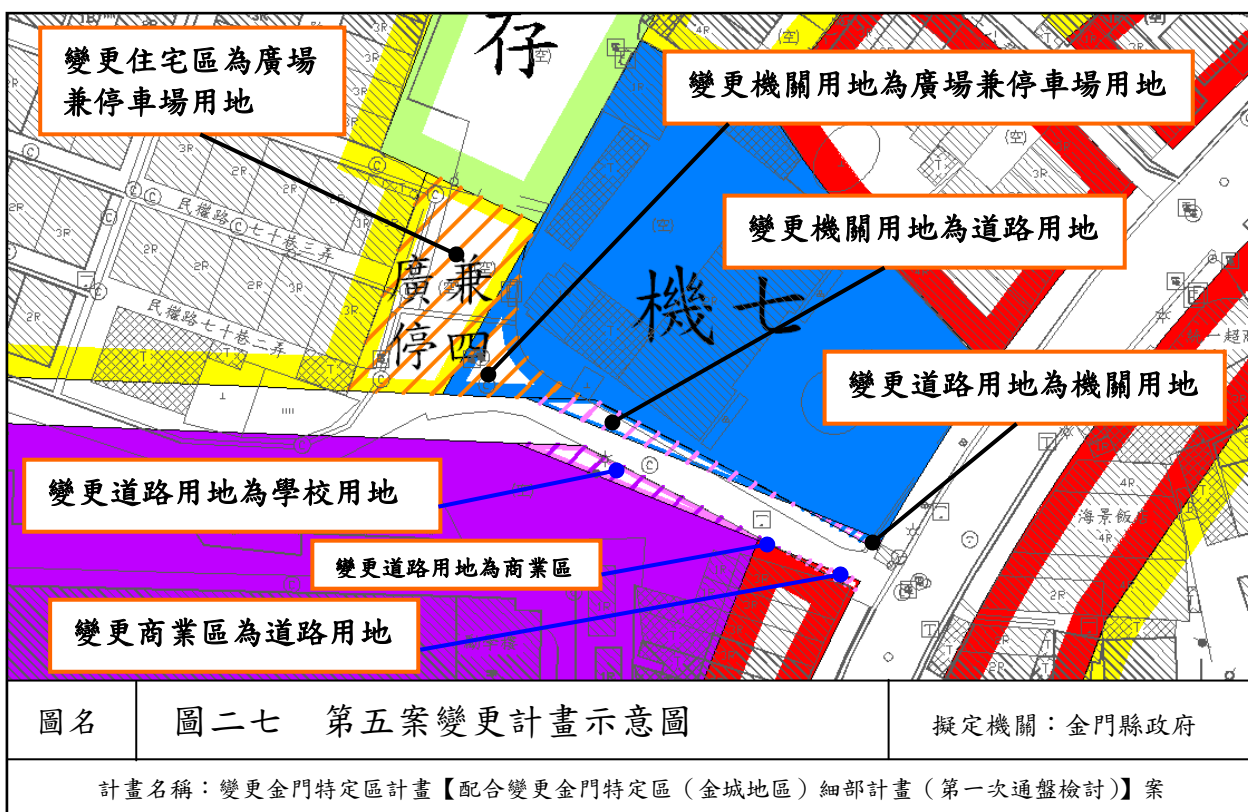 存
變更住宅區為廣場
兼停車場用地
變更機關用地為廣場兼停車場用地
變更機關用地為道路用地
民權路七十巷三弄
廣兼
停四
機七
民權路七十巷二弄
變更道路用地為機關用地
變更道路用地為學校用地
變更道路用地為商業區
變更商業區為道路用地
圖名
圖二七 第五案變更計畫示意圖
擬定機關：金門縣政府
計畫名稱：變更金門特定區計畫【配合變更金門特定區（金城地區）細部計畫（第一次通盤檢討）】案